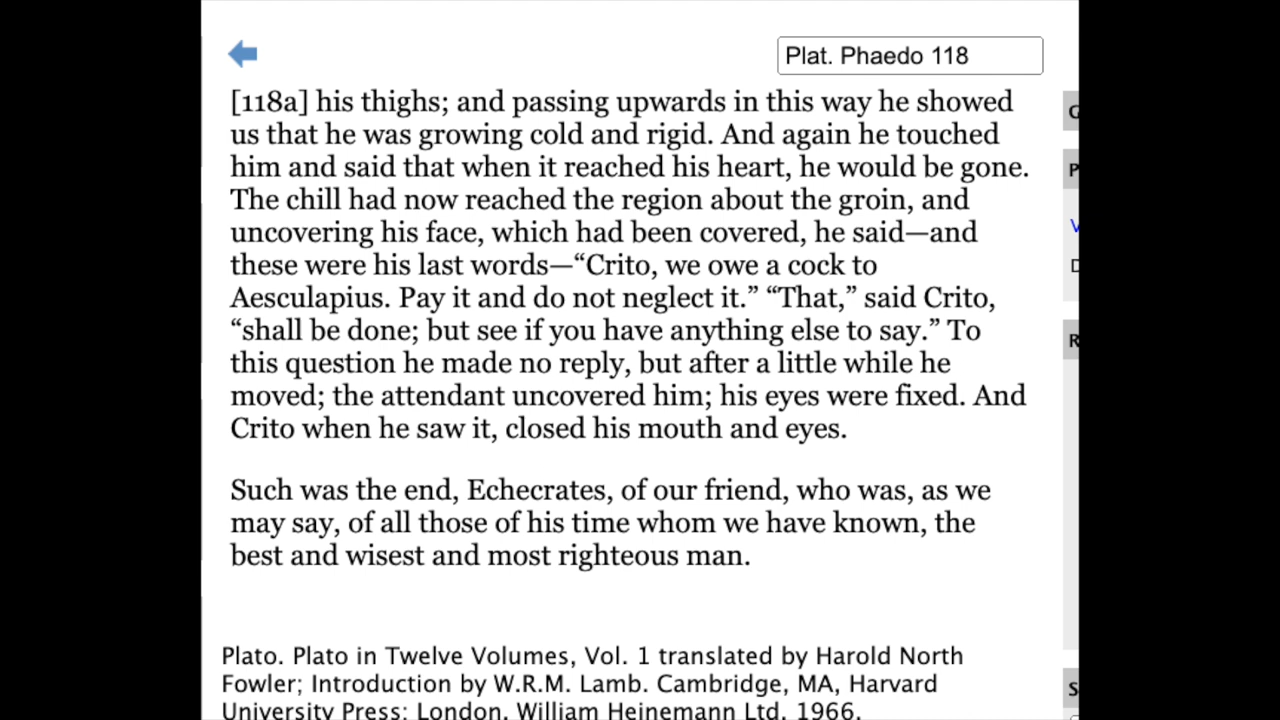 Plat. Phaedo 118
[118a] his thighs; and passing upwards in this way he showed
us that he was growing cold and rigid. And again he touched
him and said that when it reached his heart, he would be gone.
The chill had now reached the region about the groin, and
uncovering his face, which had been covered, he said—and
these were his last words—“Crito, we owe a cock to
Aesculapius. Pay it and do not neglect it.” “That,” said Crito,
“shall be done; but see if you have anything else to say.” To
this question he made no reply, but after a little while he
moved; the attendant uncovered him; his eyes were fixed. And
Crito when he saw it, closed his mouth and eyes.
Such was the end, Echecrates, of our friend, who was, as we
may say, of all those of his time whom we have known, the
best and wisest and most righteous man.
Plato. Plato in Twelve Volumes, Vol. 1 translated by Harold North
Fowler; Introduction by W.R.M. Lamb. Cambridge, MA, Harvard
University Press; London, William Heinemann Ltd. 1966.